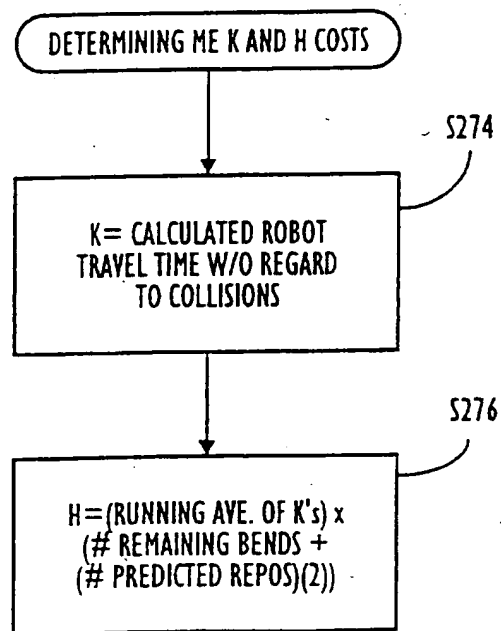 DETERMINING ME K AND H COSTS
S274
K= CALCULATED ROBOT
TRAVEL TIME W/O REGARD
TO COLLISIONS
S276
H=(RUNNING AVE. OF K's) x
(# REMAINING BENDS +
(# PREDICTED REPOS)(2))